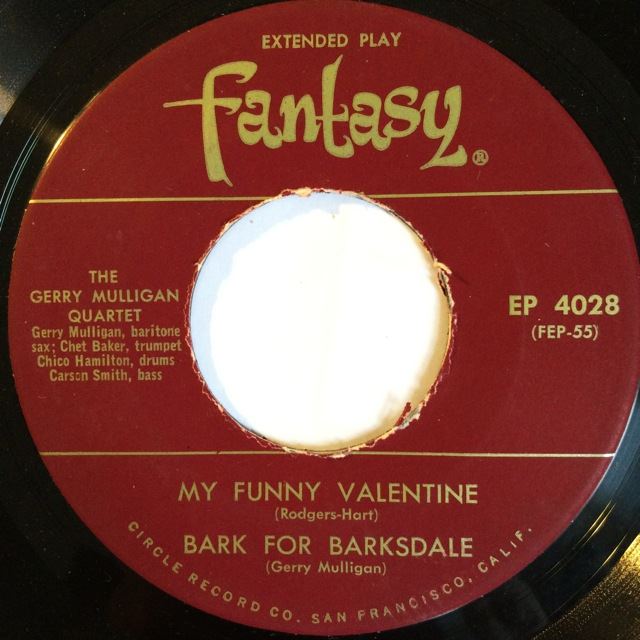 EXTENDED PLAY
fantasy®
THE
GERRY MULLIGAN
QUARTET
Gerry Mulligan, baritone
sax; Chet Baker, trumpet
Chico Hamilton, drums
Carson Smith, bass
EP 4028
(FEP-55)
MY FUNNY VALENTINE
(Rodgers-Hart)
BARK FOR BARKSDALE
(Gerry Mulligan)
CIRCLE RECORD CO. SAN FRANCISCO, CALIF.